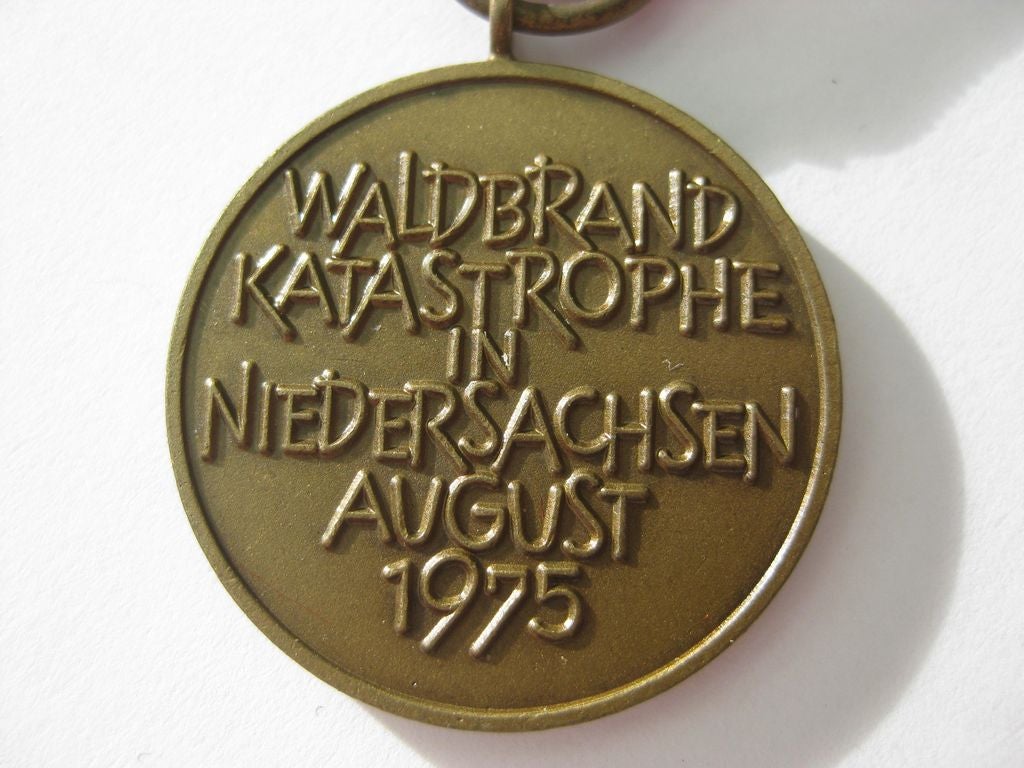 WALDBRAND
KATASTROPHE
IN
NIEDERSACHSEN
AUGUST
1975